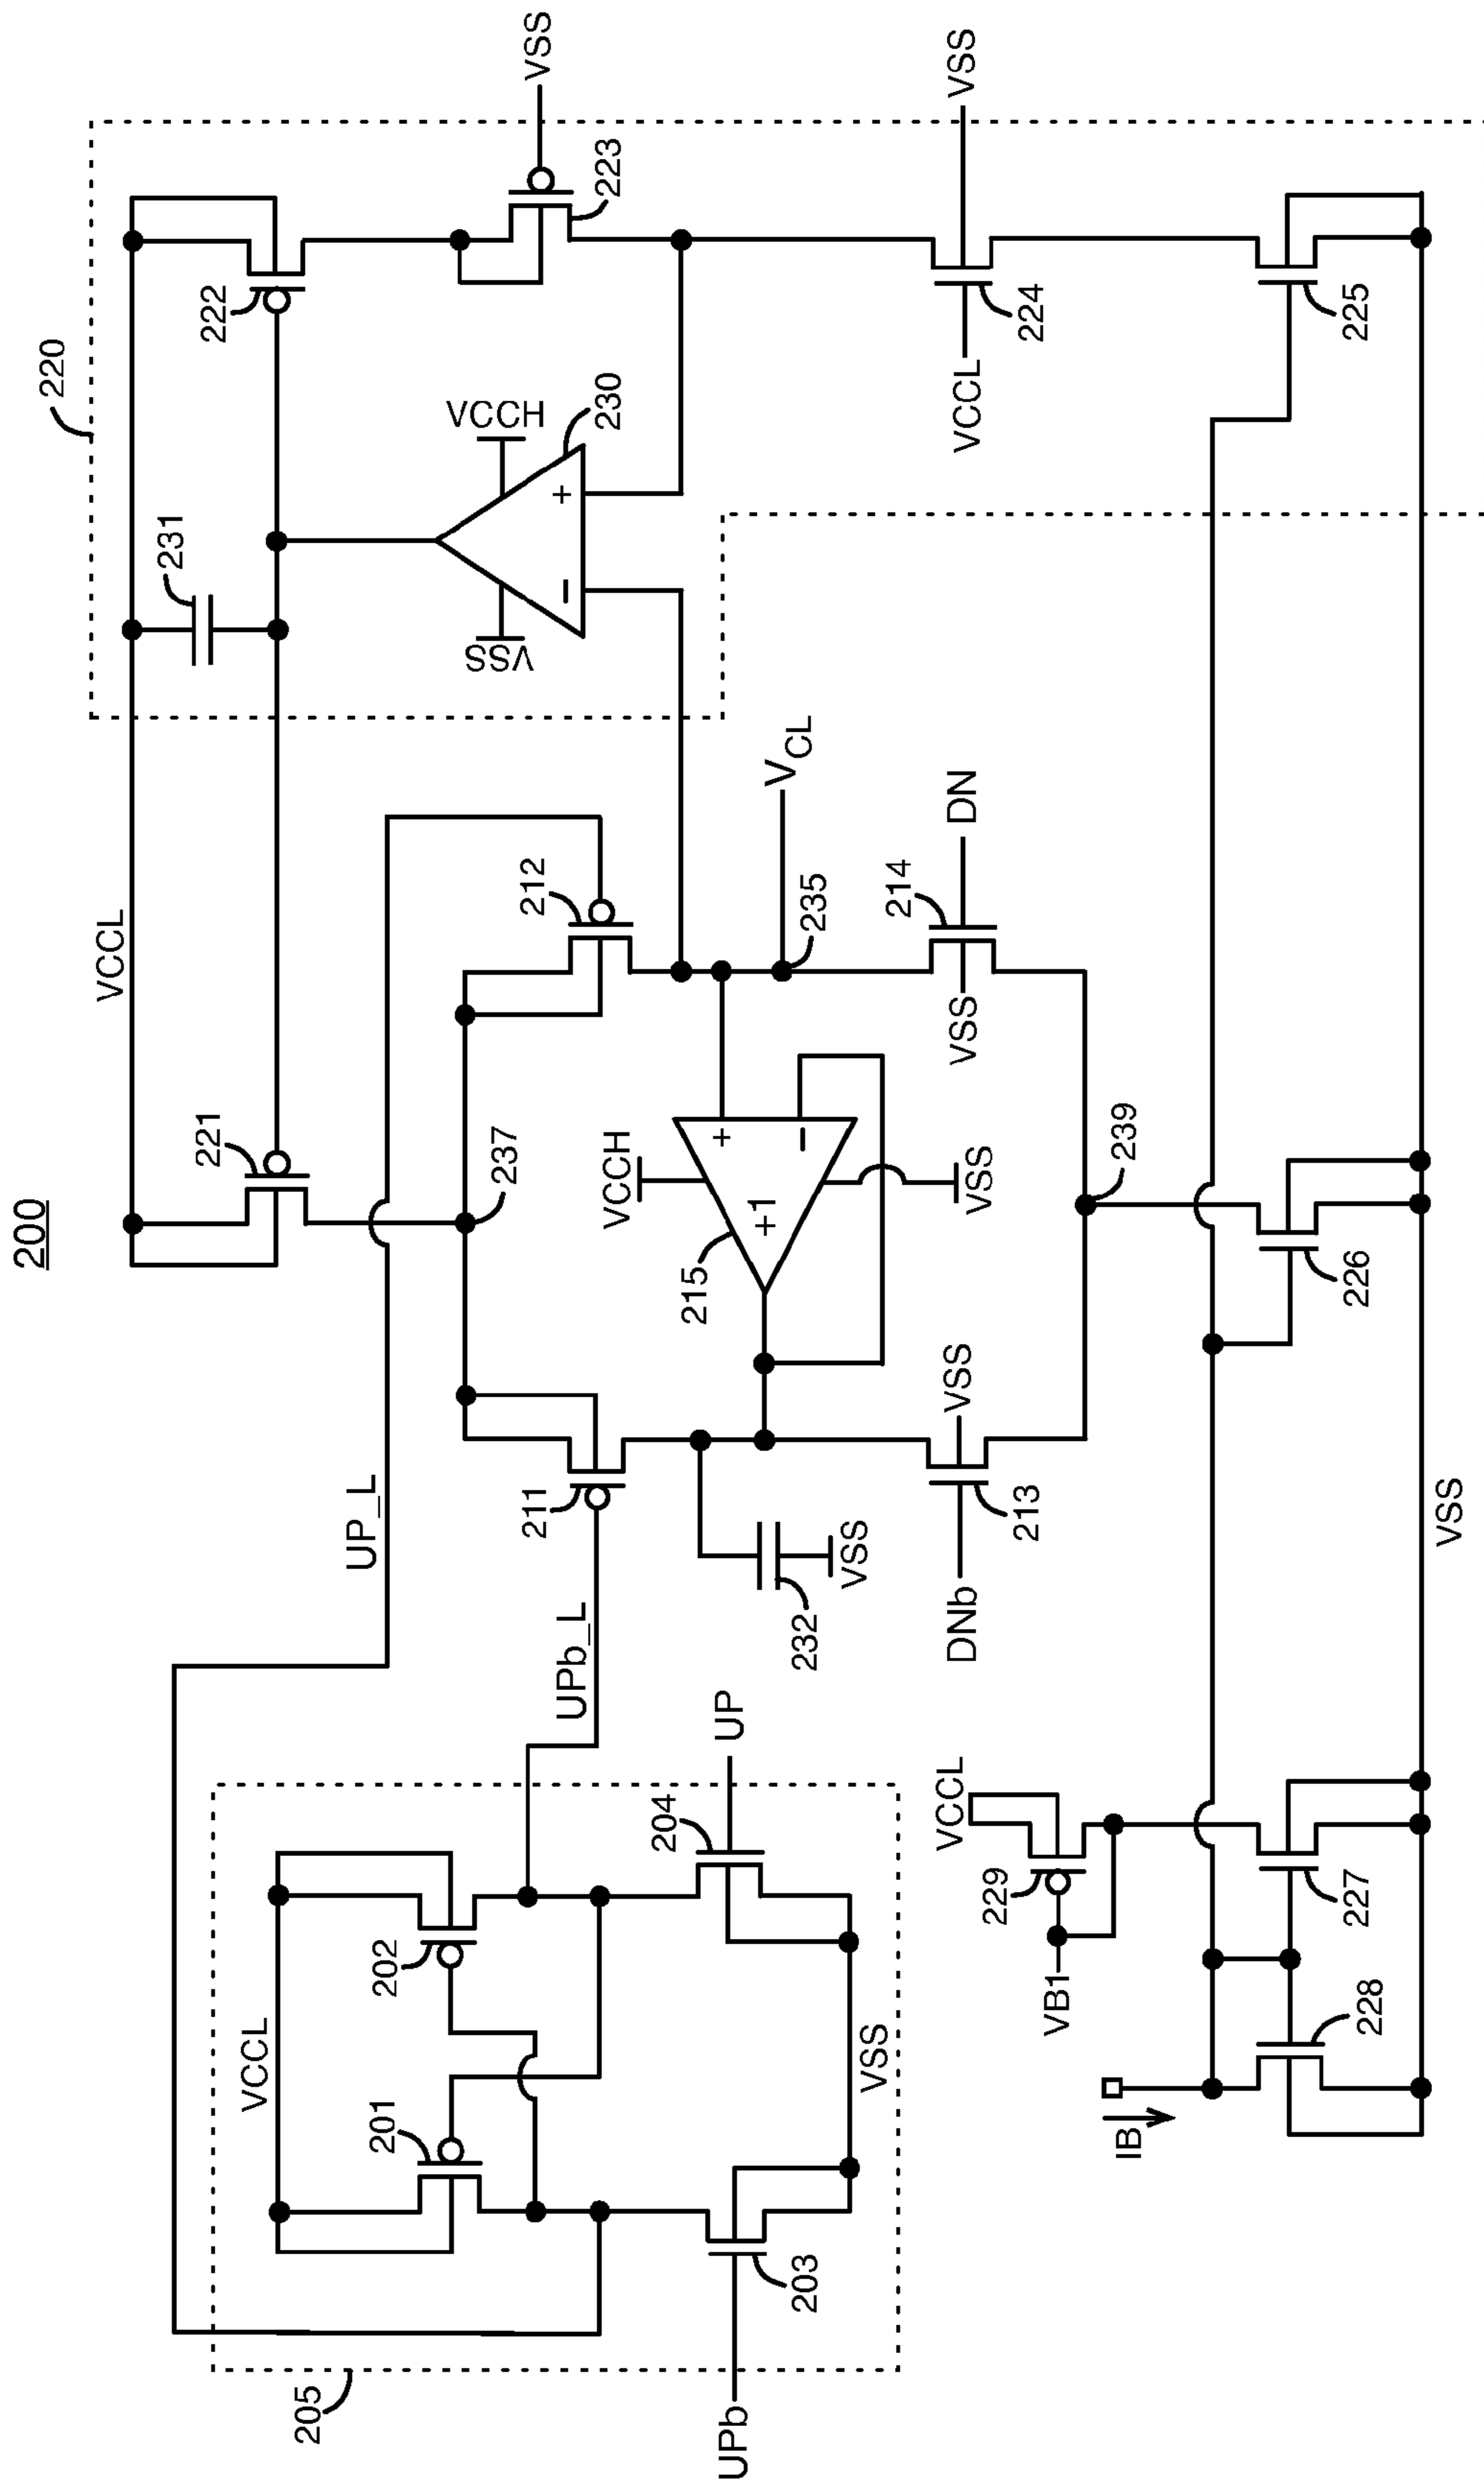 200
220
VCCL
221
222
231
VCCH
VSS
230
VSS
223
UP_L
237
212
211
UPb_L
VCCH
215
+
−
+1
VSS
+
−
VCL
235
214
DN
VSS
VCCL
224
VSS
232
VSS
VSS
213
DNb
239
205
VCCL
201
202
204
UP
203
UPb
VSS
VCCL
229
VB1
IB
228
227
226
225
VSS